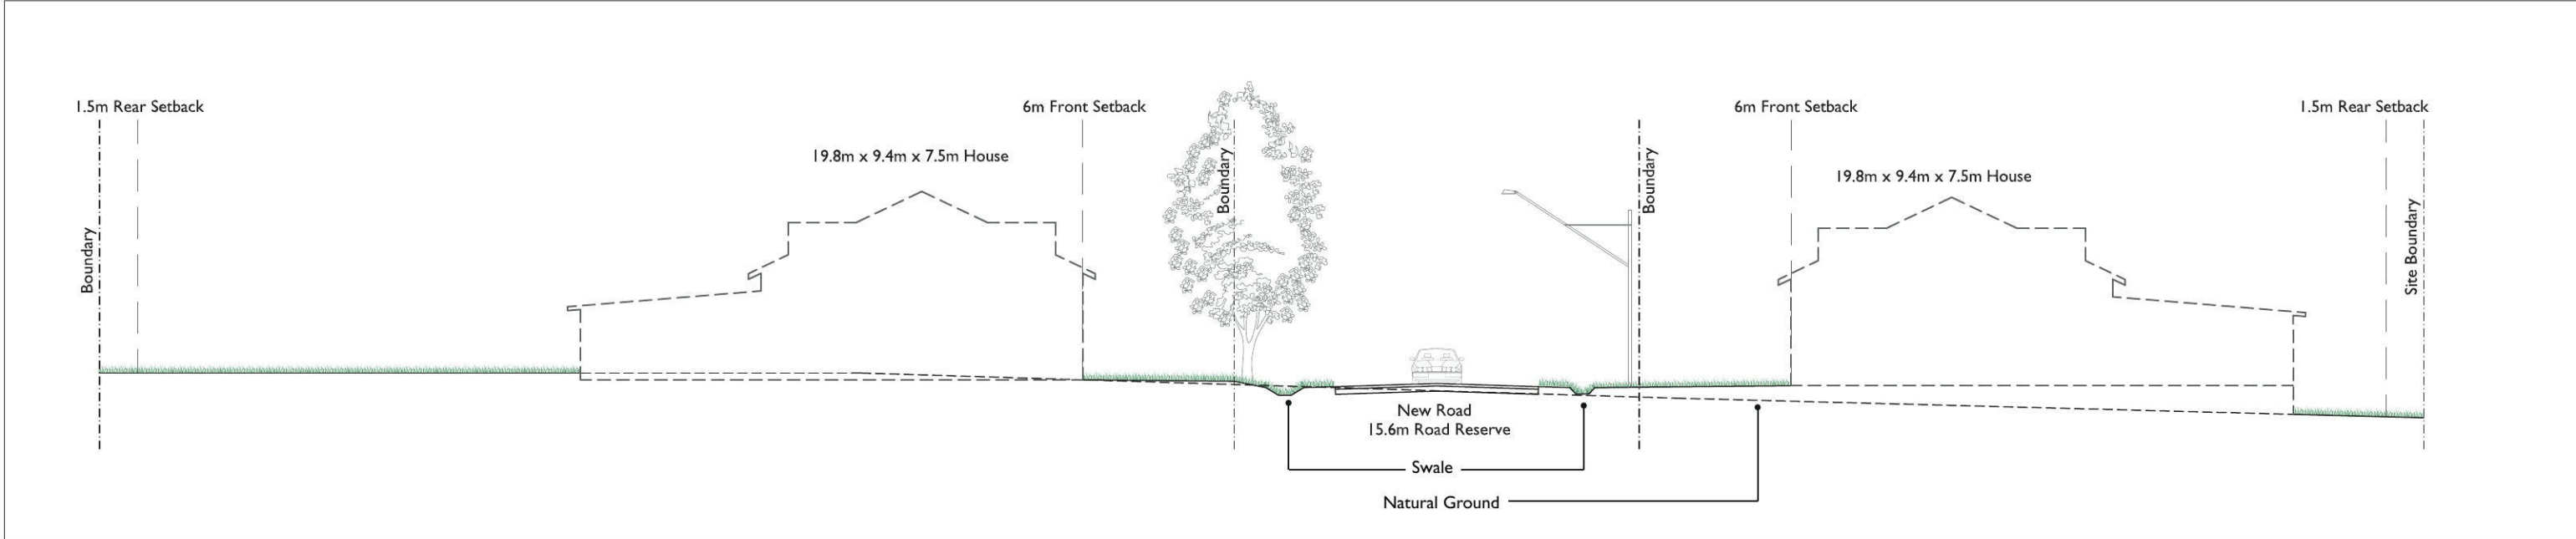 1.5m Rear Setback
6m Front Setback
6m Front Setback
1.5m Rear Setback
19.8m x 9.4m x 7.5m House
19.8m x 9.4m x 7.5m House
Boundary
Boundary
Boundary
Site Boundary
New Road
15.6m Road Reserve
Swale
Natural Ground